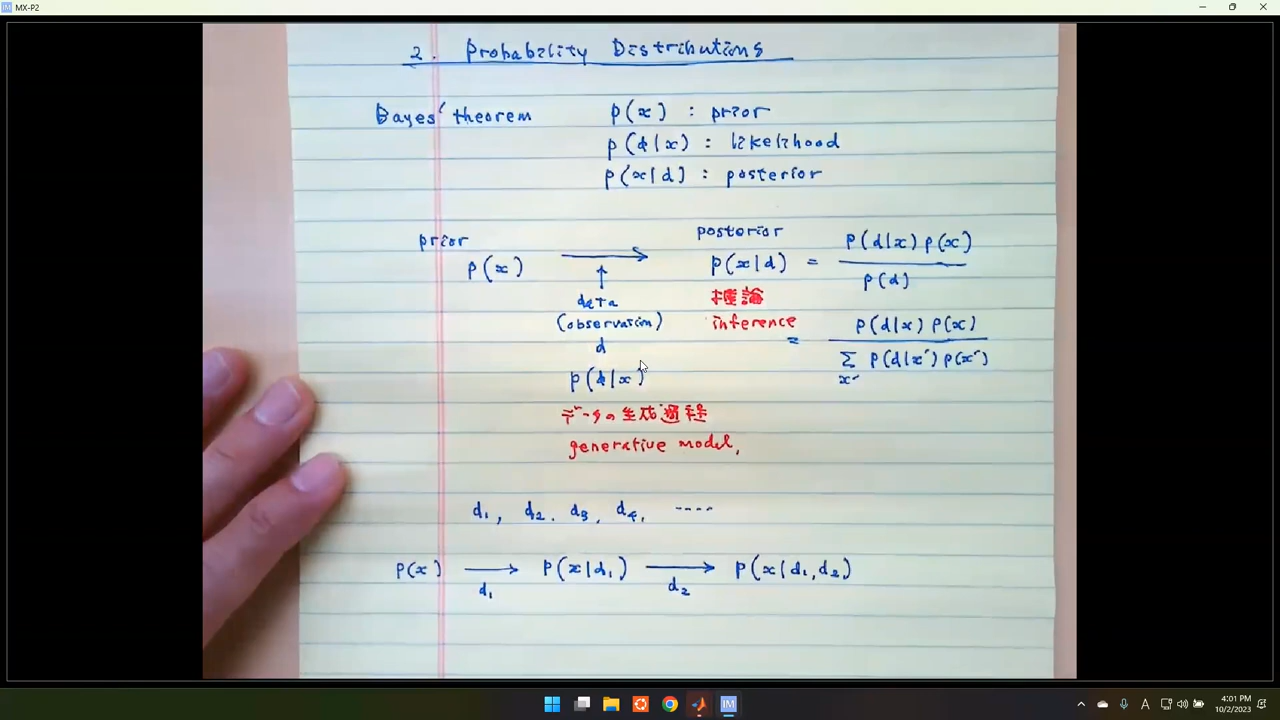 MX-P2
2. Probability Distributions
Bayes' theorem p(x) : prior
p(d|x) : likelihood
p(x|d) : posterior
prior posterior
p(x) → p(x|d) = p(d|x) p(x) / p(d)
↑
data 推論
(observation) inference
d = p(d|x) p(x) / Σx' p(d|x') p(x')
p(d|x)
データの生成過程
generative model,
d1, d2, d3, d4, ----
p(x) → p(x|d1) → p(x|d1,d2)
d1 d2
4:01 PM
10/2/2023